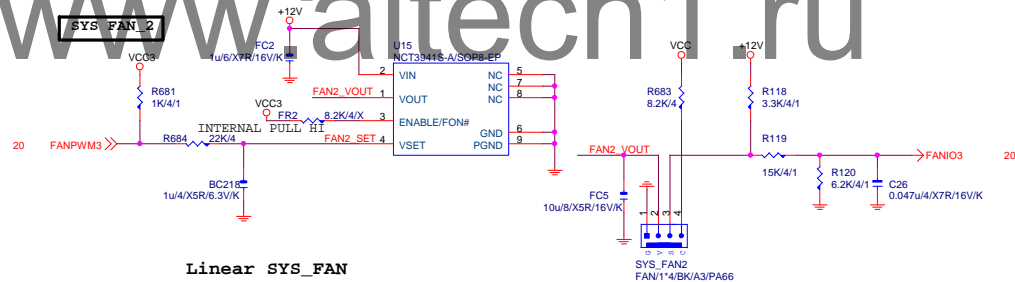 www.altech1.ru
SYS FAN_2
+12V
FC2
1u/6/X7R/16V/K
U15
NCT3941S-A/SOP8-EP
2 VIN
1 VOUT
3 ENABLE/FON#
4 VSET
NC 5
NC 7
NC 8
GND 6
PGND 9
FAN2_VOUT
VCC3
FR2 8.2K/4/X
INTERNAL PULL HI
FAN2_SET
VCC3
R681
1K/4/1
20 FANPWM3
R684 22K/4
BC218
1u/4/X5R/6.3V/K
VCC
R683
8.2K/4
+12V
R118
3.3K/4/1
FAN2_VOUT
FC5
10u/8/X5R/16V/K
R119
15K/4/1
R120
6.2K/4/1
C26
0.047u/4/X7R/16V/K
FANIO3 20
1 2 3 4
G V S C
SYS_FAN2
FAN/1*4/BK/A3/PA66
Linear SYS_FAN